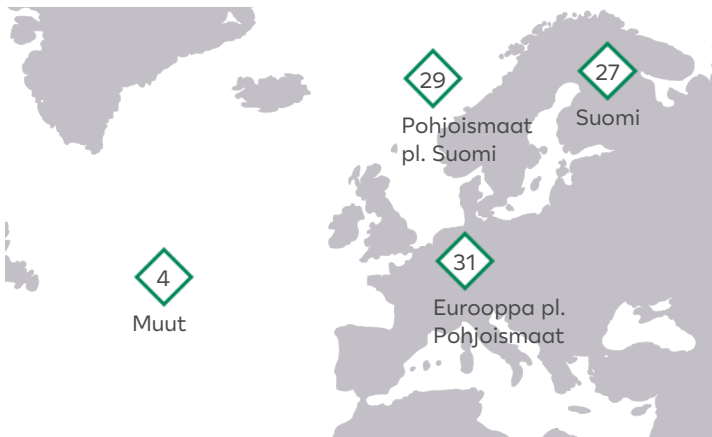 27
Suomi
29
Pohjoismaat
pl. Suomi
31
Eurooppa pl.
Pohjoismaat
4
Muut